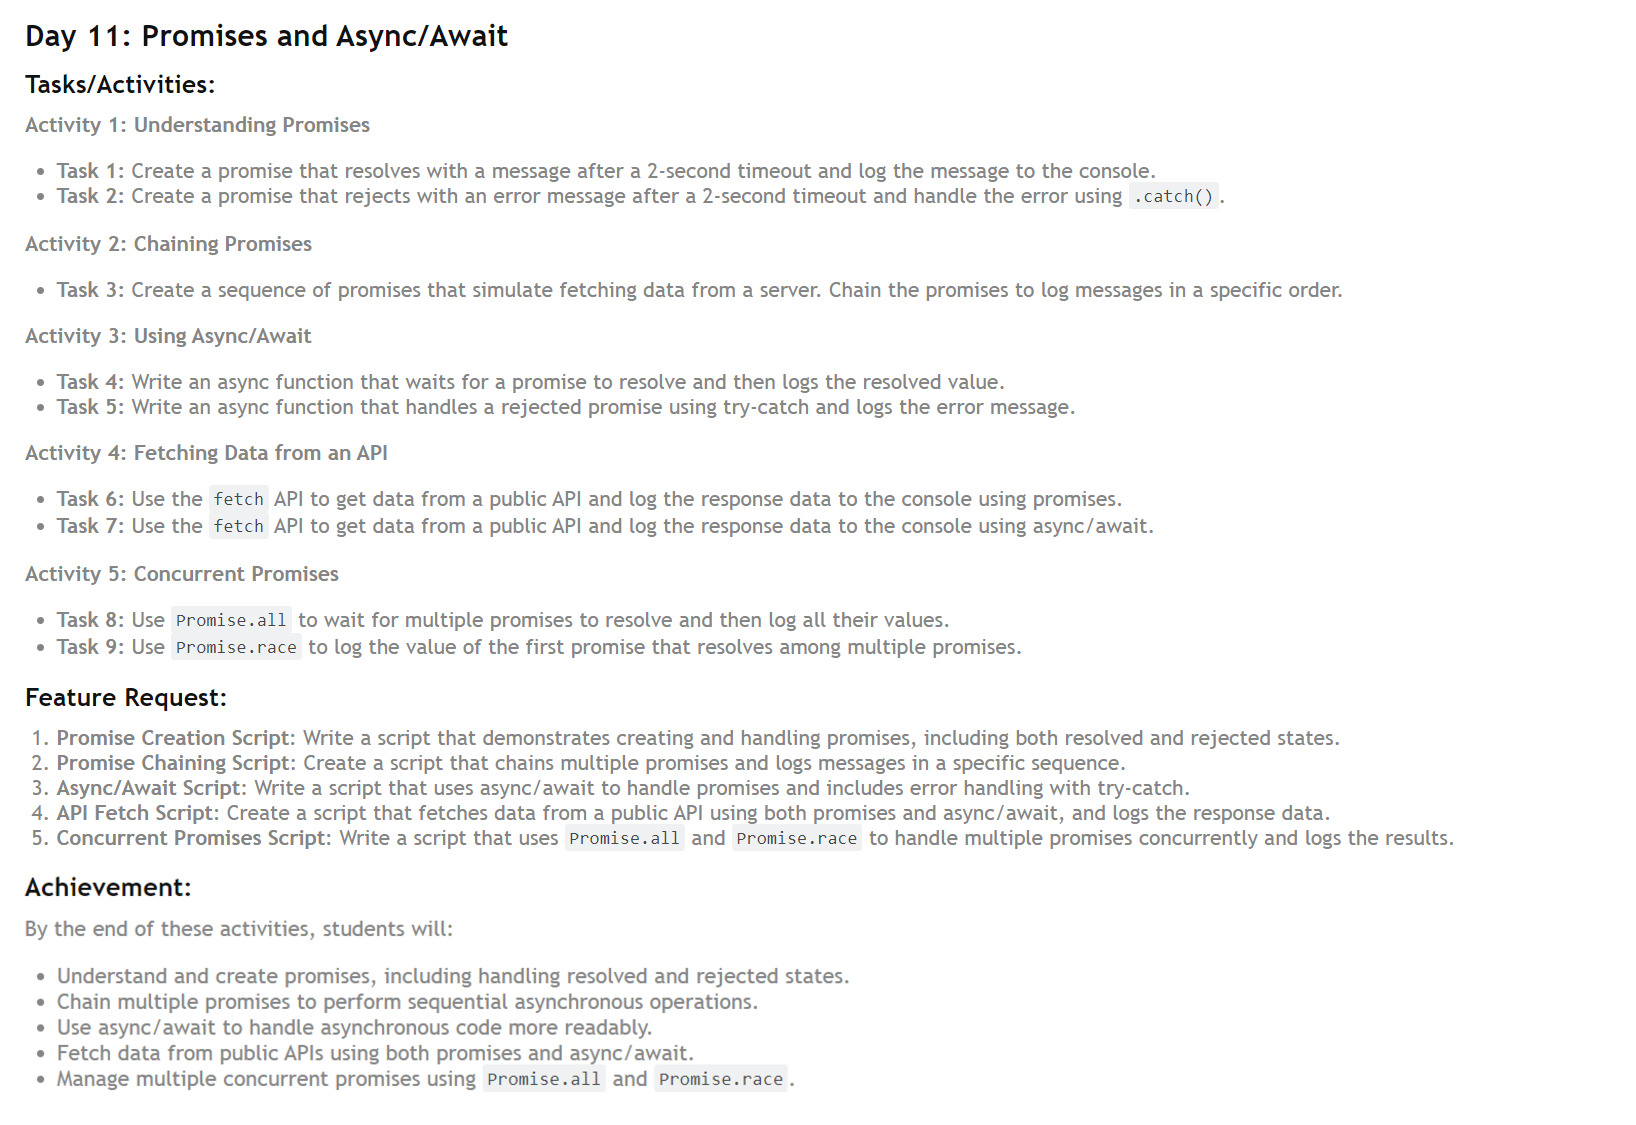 Day 11: Promises and Async/Await
Tasks/Activities:
Activity 1: Understanding Promises
• Task 1: Create a promise that resolves with a message after a 2-second timeout and log the message to the console.
• Task 2: Create a promise that rejects with an error message after a 2-second timeout and handle the error using .catch().
Activity 2: Chaining Promises
• Task 3: Create a sequence of promises that simulate fetching data from a server. Chain the promises to log messages in a specific order.
Activity 3: Using Async/Await
• Task 4: Write an async function that waits for a promise to resolve and then logs the resolved value.
• Task 5: Write an async function that handles a rejected promise using try-catch and logs the error message.
Activity 4: Fetching Data from an API
• Task 6: Use the fetch API to get data from a public API and log the response data to the console using promises.
• Task 7: Use the fetch API to get data from a public API and log the response data to the console using async/await.
Activity 5: Concurrent Promises
• Task 8: Use Promise.all to wait for multiple promises to resolve and then log all their values.
• Task 9: Use Promise.race to log the value of the first promise that resolves among multiple promises.
Feature Request:
1. Promise Creation Script: Write a script that demonstrates creating and handling promises, including both resolved and rejected states.
2. Promise Chaining Script: Create a script that chains multiple promises and logs messages in a specific sequence.
3. Async/Await Script: Write a script that uses async/await to handle promises and includes error handling with try-catch.
4. API Fetch Script: Create a script that fetches data from a public API using both promises and async/await, and logs the response data.
5. Concurrent Promises Script: Write a script that uses Promise.all and Promise.race to handle multiple promises concurrently and logs the results.
Achievement:
By the end of these activities, students will:
• Understand and create promises, including handling resolved and rejected states.
• Chain multiple promises to perform sequential asynchronous operations.
• Use async/await to handle asynchronous code more readably.
• Fetch data from public APIs using both promises and async/await.
• Manage multiple concurrent promises using Promise.all and Promise.race.